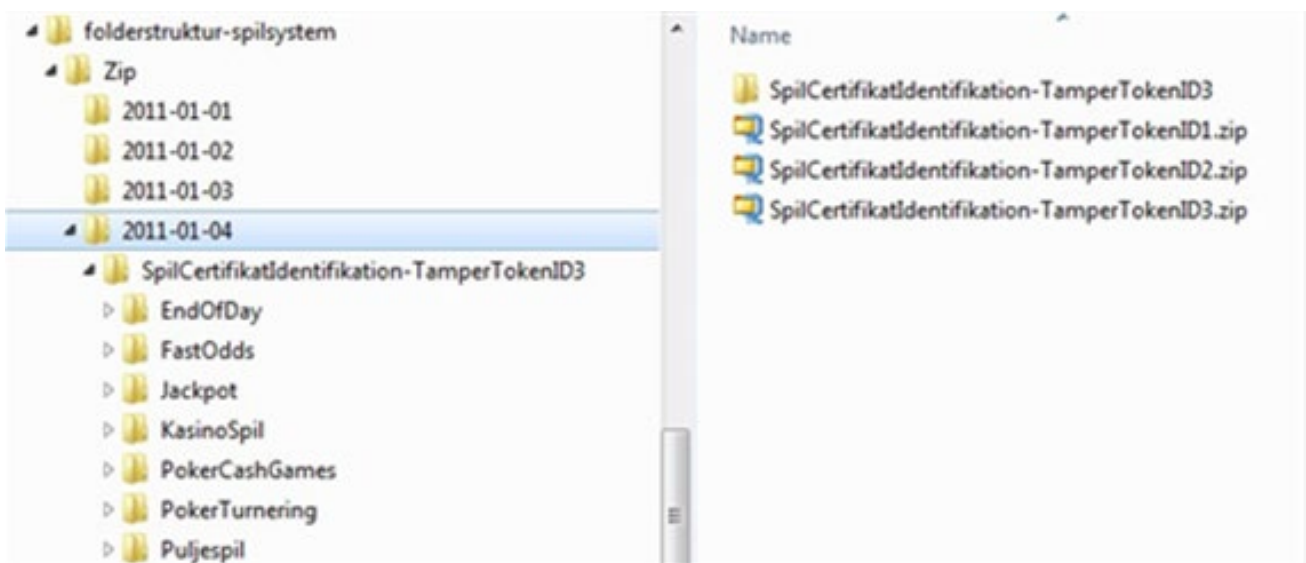 folderstruktur-spilsystem
Zip
2011-01-01
2011-01-02
2011-01-03
2011-01-04
SpilCertifikatIdentifikation-TamperTokenID3
EndOfDay
FastOdds
Jackpot
KasinoSpil
PokerCashGames
PokerTurnering
Puljespil
Name
SpilCertifikatIdentifikation-TamperTokenID3
SpilCertifikatIdentifikation-TamperTokenID1.zip
SpilCertifikatIdentifikation-TamperTokenID2.zip
SpilCertifikatIdentifikation-TamperTokenID3.zip